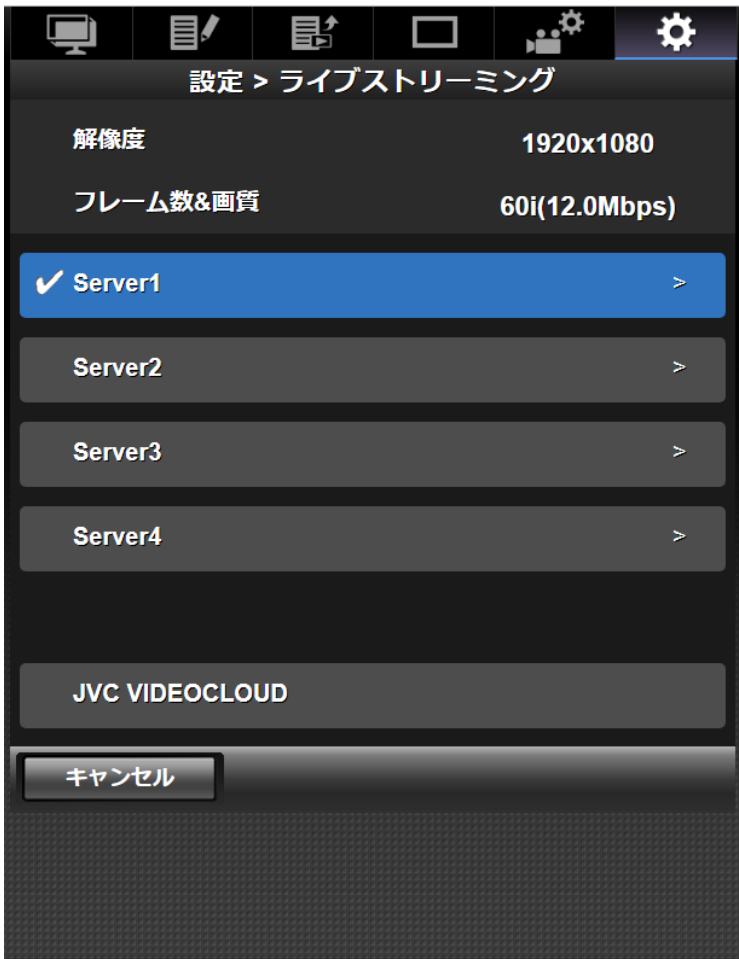 設定 > ライブストリーミング
解像度 1920x1080
フレーム数&画質 60i(12.0Mbps)
Server1 >
Server2 >
Server3 >
Server4 >
JVC VIDEOCLOUD
キャンセル